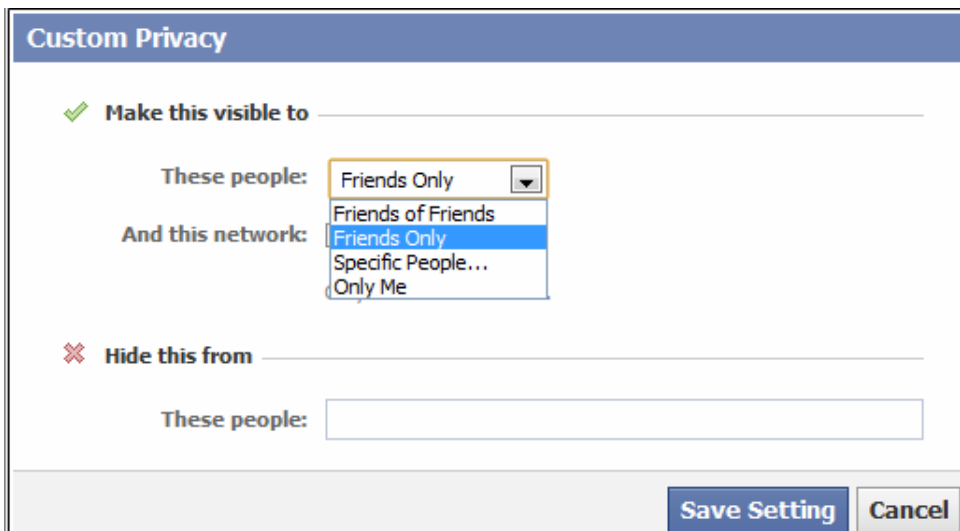 Custom Privacy
Make this visible to
These people: Friends Only
Friends of Friends
And this network: Friends Only
Specific People...
Only Me
Hide this from
These people:
Save Setting Cancel